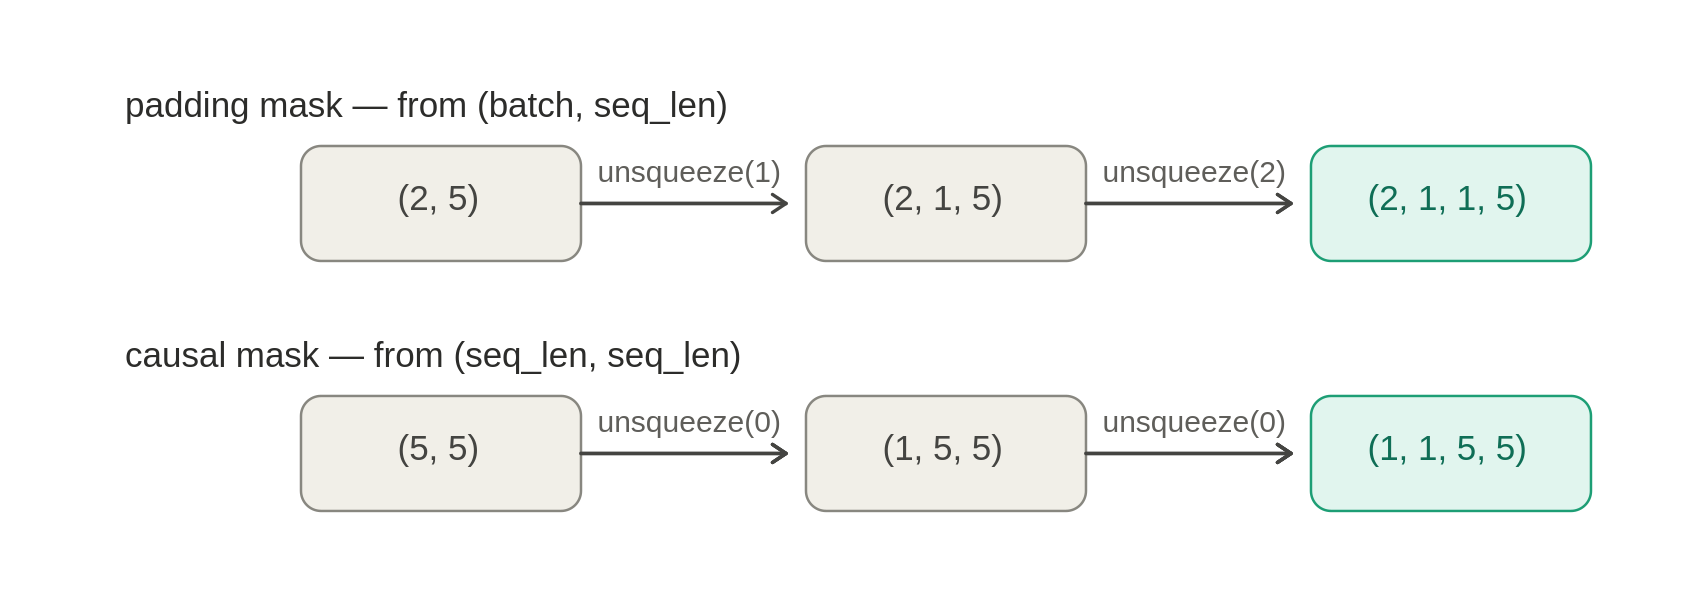 padding mask — from (batch, seq_len)
(2, 5)
unsqueeze(1)
(2, 1, 5)
unsqueeze(2)
(2, 1, 1, 5)
causal mask — from (seq_len, seq_len)
(5, 5)
unsqueeze(0)
(1, 5, 5)
unsqueeze(0)
(1, 1, 5, 5)